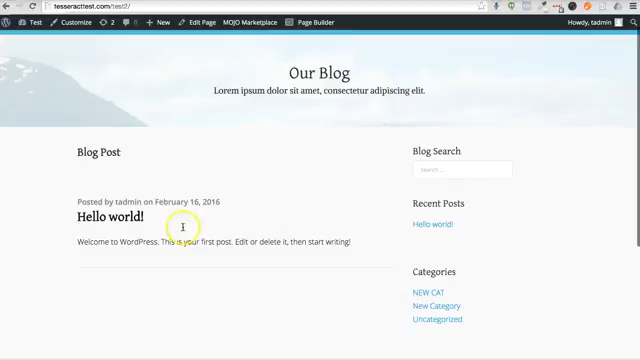 tesseracttest.com/test2/
Test Customize 2 0 New Edit Page MOJO Marketplace Page Builder Howdy, tadmin
Our Blog
Lorem ipsum dolor sit amet, consectetur adipiscing elit.
Blog Post
Posted by tadmin on February 16, 2016
Hello world!
Welcome to WordPress. This is your first post. Edit or delete it, then start writing!
Blog Search
Search ...
Recent Posts
Hello world!
Categories
NEW CAT
New Category
Uncategorized